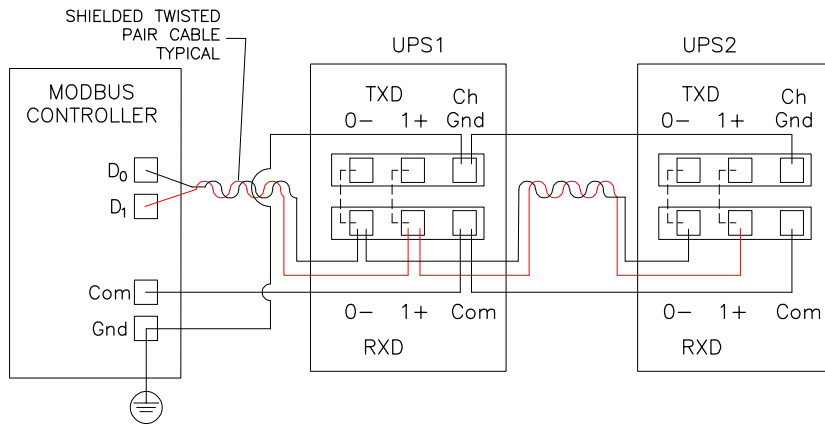 SHIELDED TWISTED
PAIR CABLE
TYPICAL
MODBUS
CONTROLLER
D0
D1
Com
Gnd
UPS1
TXD
Ch
0− 1+ Gnd
0− 1+ Com
RXD
UPS2
TXD
Ch
0− 1+ Gnd
0− 1+ Com
RXD